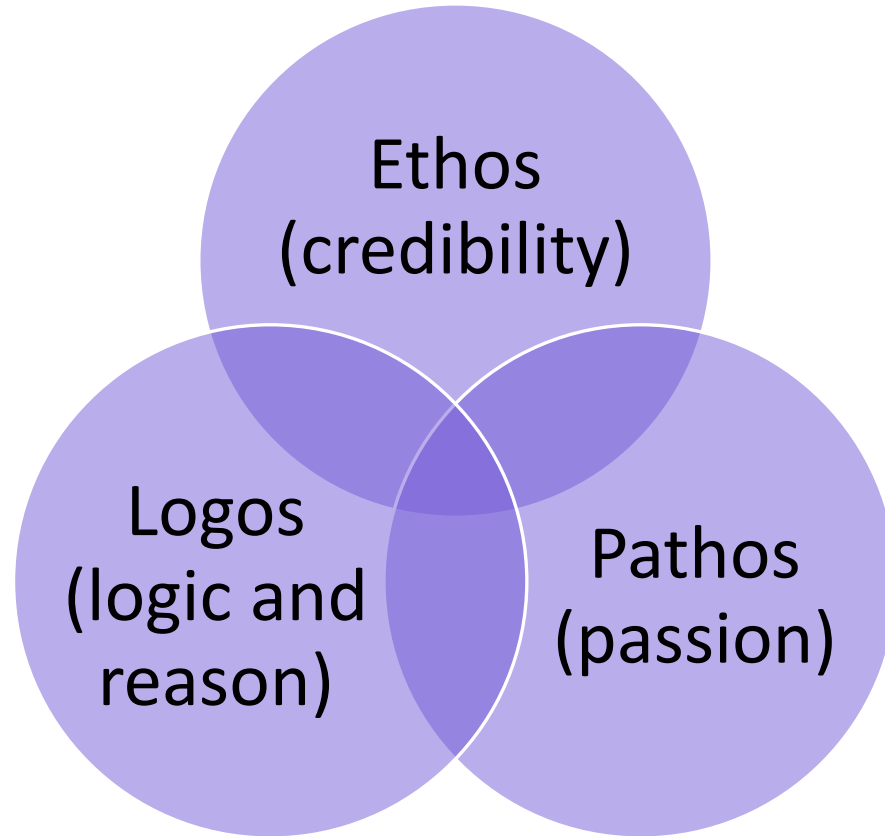 Ethos
(credibility)
Logos
(logic and
reason)
Pathos
(passion)